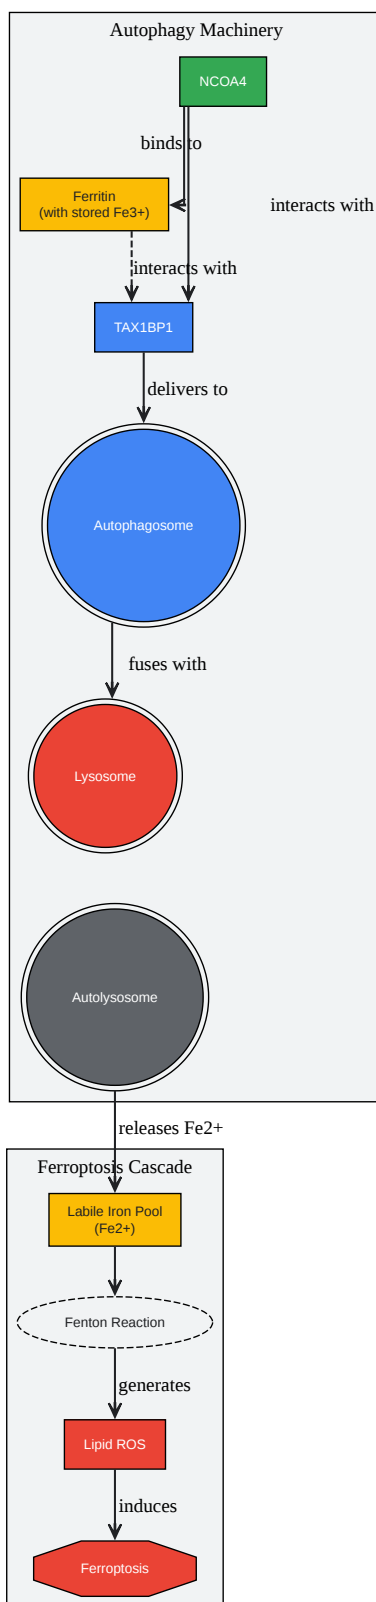 Autophagy Machinery
NCOA4
binds to
Ferritin
(with stored Fe3+)
interacts with
interacts with
TAX1BP1
delivers to
Autophagosome
fuses with
Lysosome
Autolysosome
releases Fe2+
Ferroptosis Cascade
Labile Iron Pool
(Fe2+)
Fenton Reaction
generates
Lipid ROS
induces
Ferroptosis